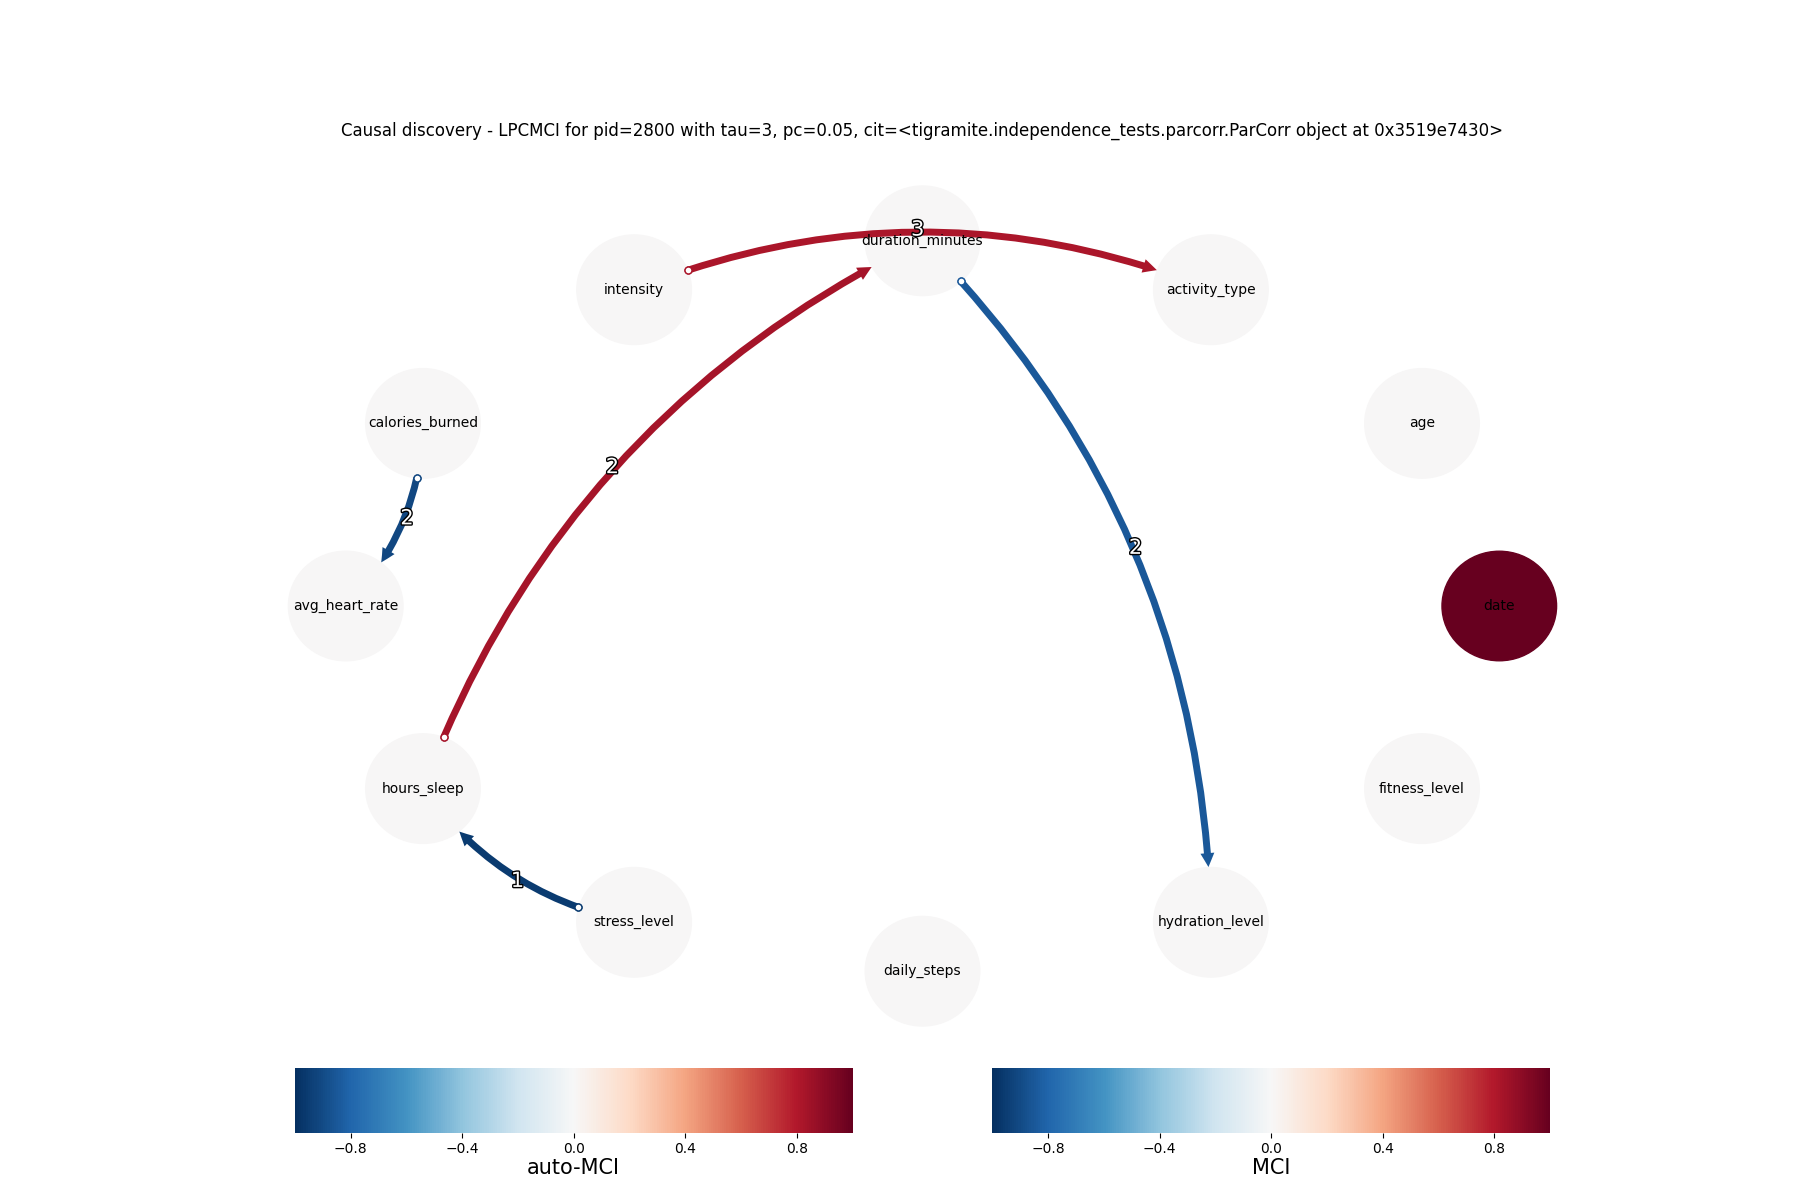 Causal discovery - LPCMCI for pid=2800 with tau=3, pc=0.05, cit=<tigramite.independence_tests.parcorr.ParCorr object at 0x3519e7430>
3
duration_minutes
intensity
activity_type
calories_burned
age
2
2
2
avg_heart_rate
date
hours_sleep
fitness_level
1
stress_level
hydration_level
daily_steps
−0.8 −0.4 0.0 0.4 0.8
auto-MCI
−0.8 −0.4 0.0 0.4 0.8
MCI